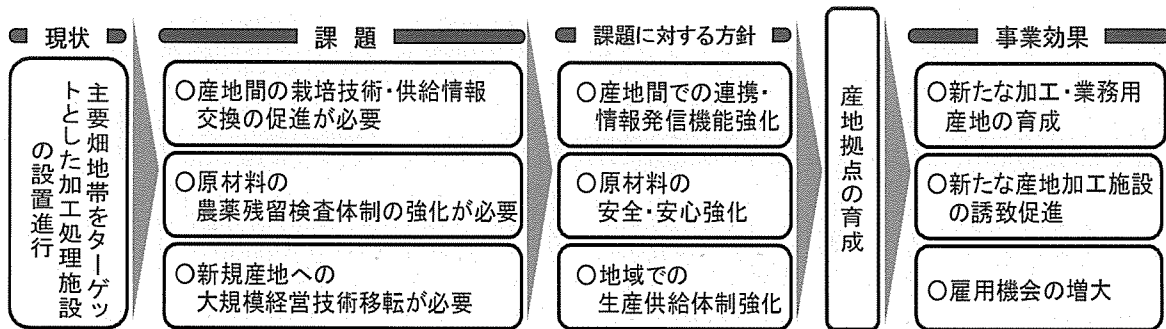 現状
主要畑地帯をターゲッ
トとした加工処理施設
の設置進行
課題
○産地間の栽培技術・供給情報
交換の促進が必要
○原材料の
農薬残留検査体制の強化が必要
○新規産地への
大規模経営技術移転が必要
課題に対する方針
○産地間での連携・
情報発信機能強化
○原材料の
安全・安心強化
○地域での
生産供給体制強化
産地拠点の育成
事業効果
○新たな加工・業務用
産地の育成
○新たな産地加工施設
の誘致促進
○雇用機会の増大